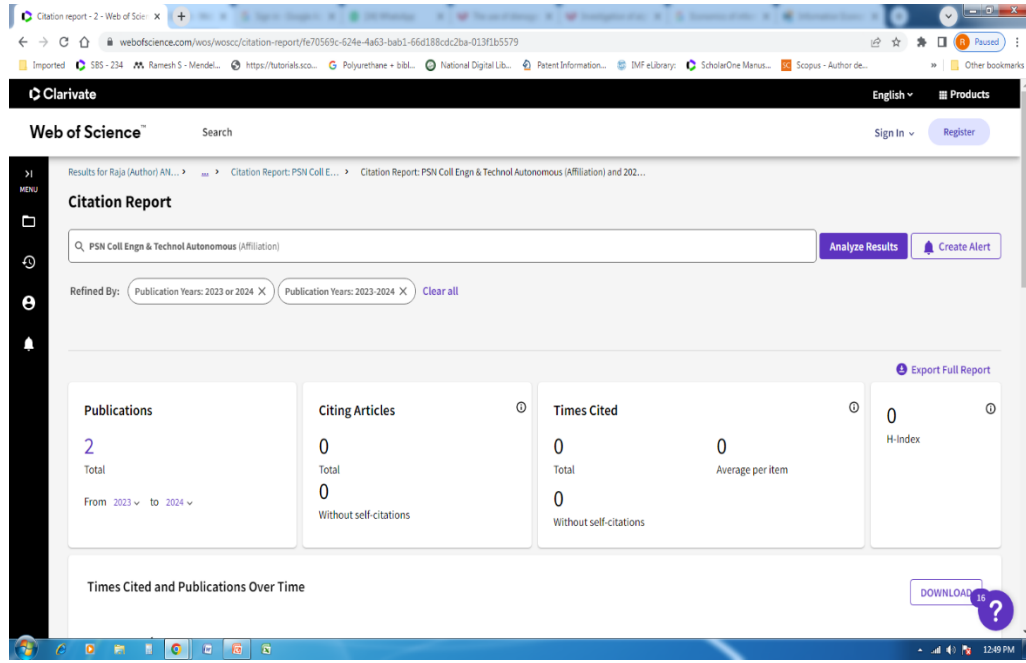 Citation report - 2 - Web of Scien
webofscience.com/wos/woscc/citation-report/fe70569c-624e-4a63-bab1-66d188cdc2ba-013f1b5579
R Paused
Imported SBS - 234 Ramesh S - Mendel... https://tutorials.sco... Polyurethane + bibl... National Digital Lib... Patent Information... IMF eLibrary: ScholarOne Manus... SC Scopus - Author de... » Other bookmarks
Clarivate English Products
Web of Science™ Search Sign In Register
MENU
Results for Raja (Author) AN... > ... > Citation Report: PSN Coll E... > Citation Report: PSN Coll Engn & Technol Autonomous (Affiliation) and 202...
Citation Report
PSN Coll Engn & Technol Autonomous (Affiliation) Analyze Results Create Alert
Refined By: Publication Years: 2023 or 2024 X Publication Years: 2023-2024 X Clear all
Export Full Report
Publications
2
Total
From 2023 to 2024
Citing Articles
0
Total
0
Without self-citations
Times Cited
0
Total
0
Average per item
0
Without self-citations
0
H-Index
Times Cited and Publications Over Time
DOWNLOAD
16
?
12:49 PM